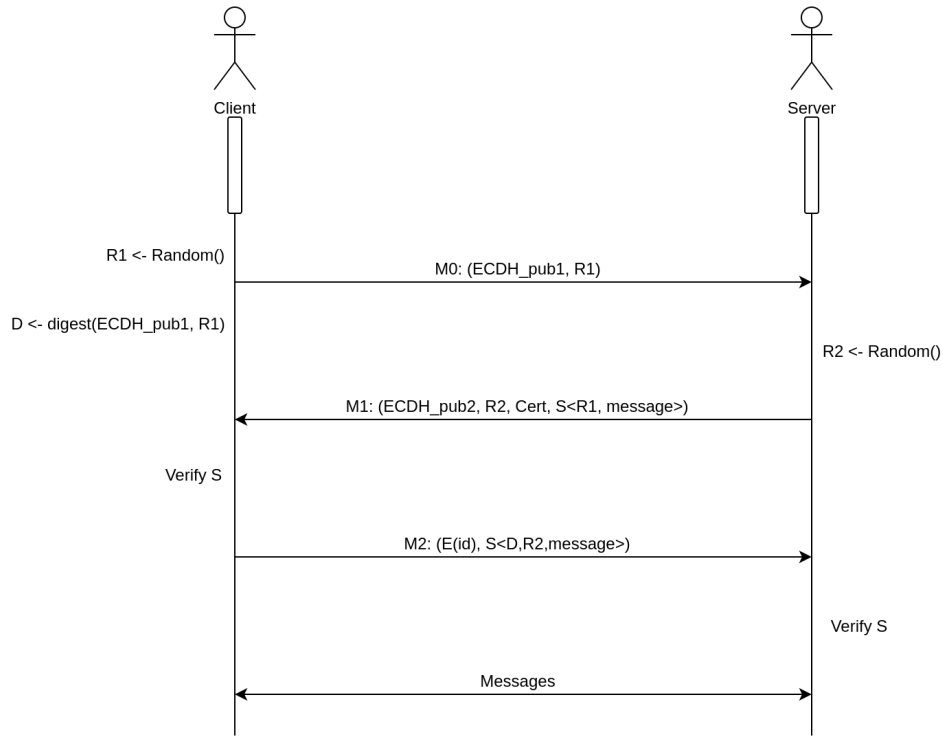 Client
Server
R1 <- Random()
M0: (ECDH_pub1, R1)
D <- digest(ECDH_pub1, R1)
R2 <- Random()
M1: (ECDH_pub2, R2, Cert, S<R1, message>)
Verify S
M2: (E(id), S<D,R2,message>)
Verify S
Messages